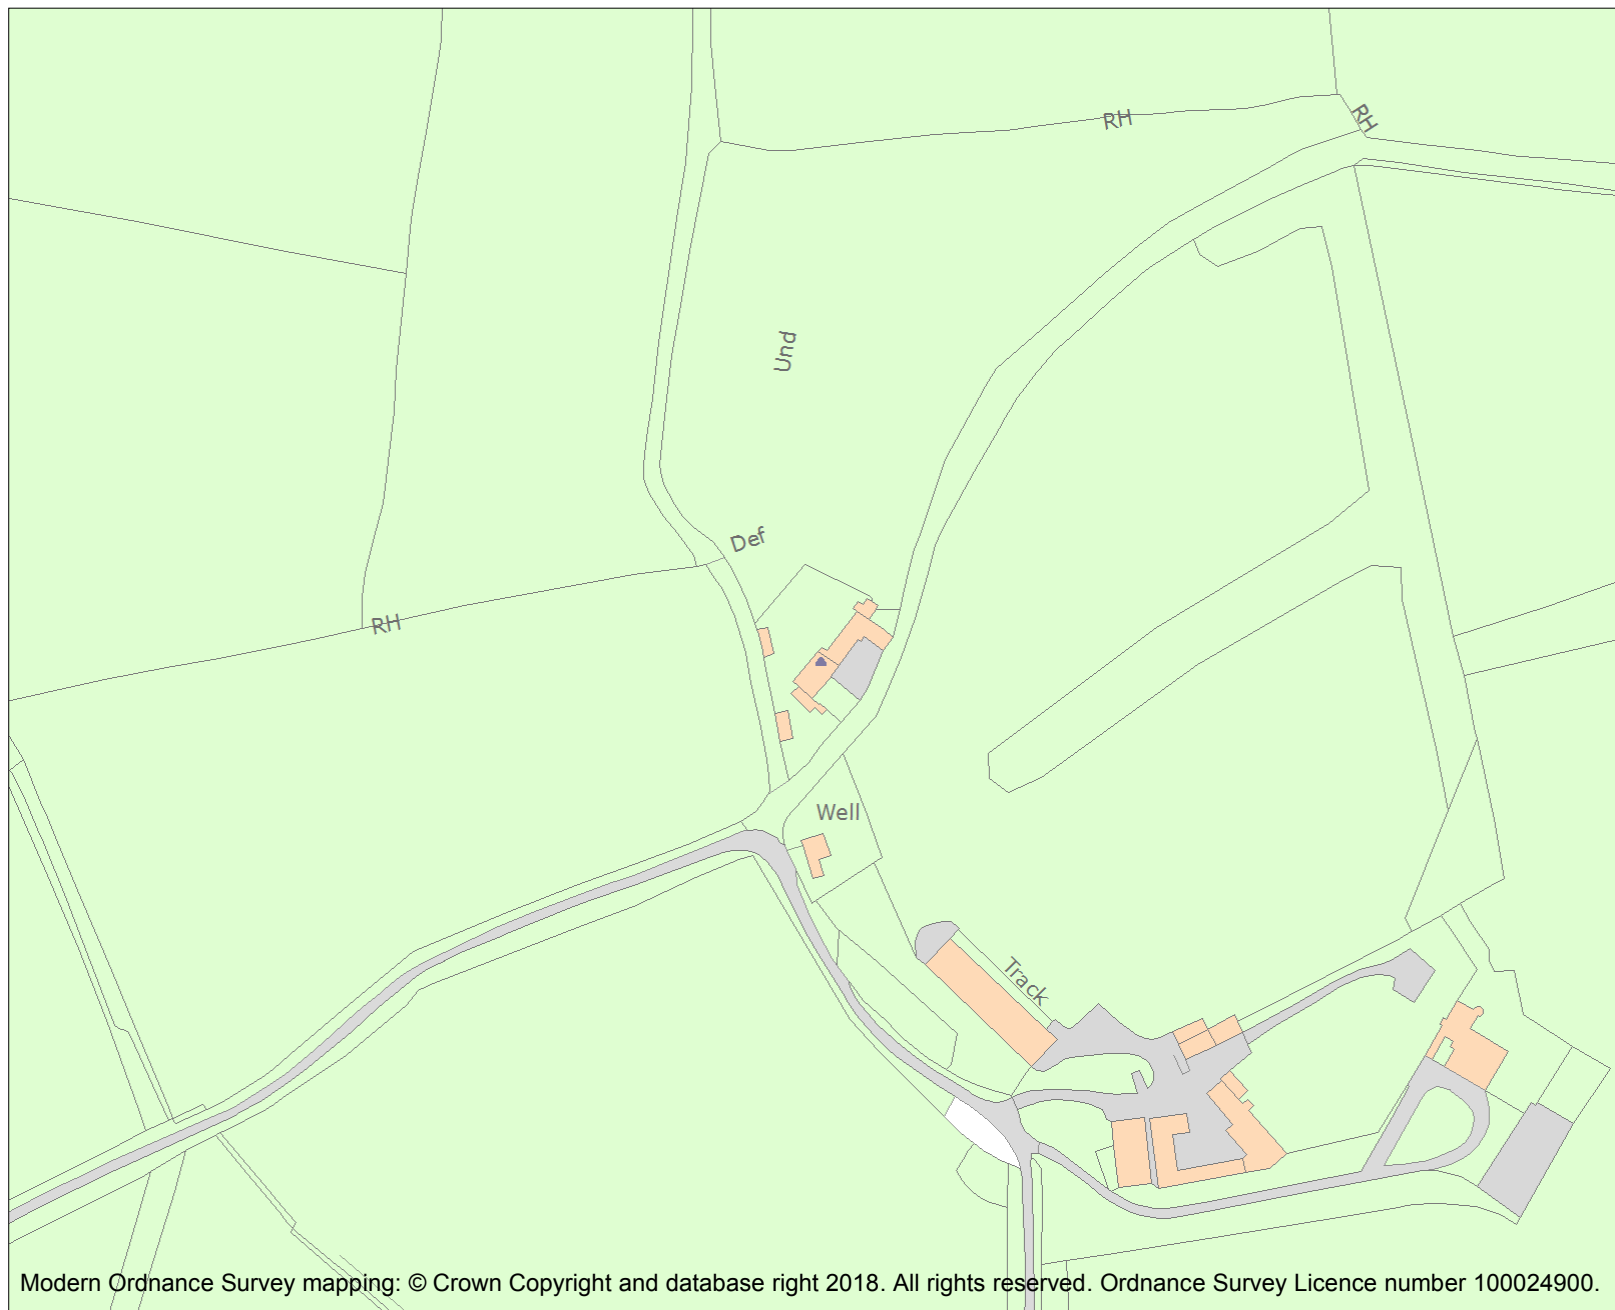 RH
RH
Und
Def
RH
Well
Track
Modern Ordnance Survey mapping: © Crown Copyright and database right 2018. All rights reserved. Ordnance Survey Licence number 100024900.